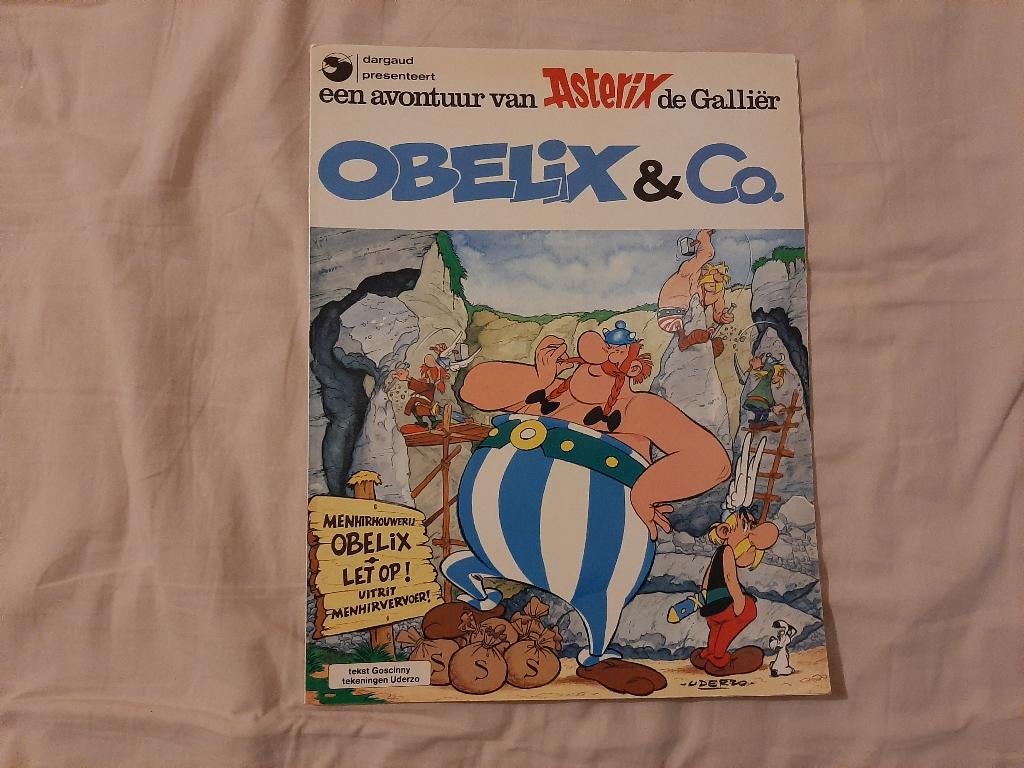 dargaud
presenteert
een avontuur van Asterix de Galliër
OBELIX & Co.
MENHIRHOUWERIJ
OBELIX
LET OP!
UITRIT
MENHIRVERVOER!
S S S
tekst Goscinny
tekeningen Uderzo
-UDERZO-